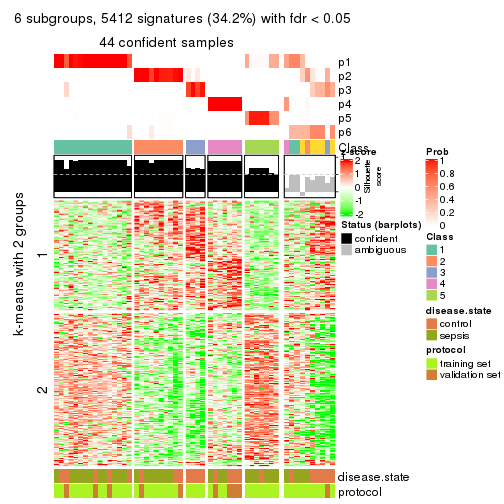 6 subgroups, 5412 signatures (34.2%) with fdr < 0.05
44 confident samples
p1
p2
p3
p4
p5
p6
Class
z-score
2
1
0
-1
-2
1
Silhouette
score
Prob
1
0.8
0.6
0.4
0.2
0
Status (barplots)
confident
ambiguous
Class
1
2
3
4
5
disease.state
control
sepsis
protocol
training set
validation set
k-means with 2 groups
1
2
disease.state
protocol